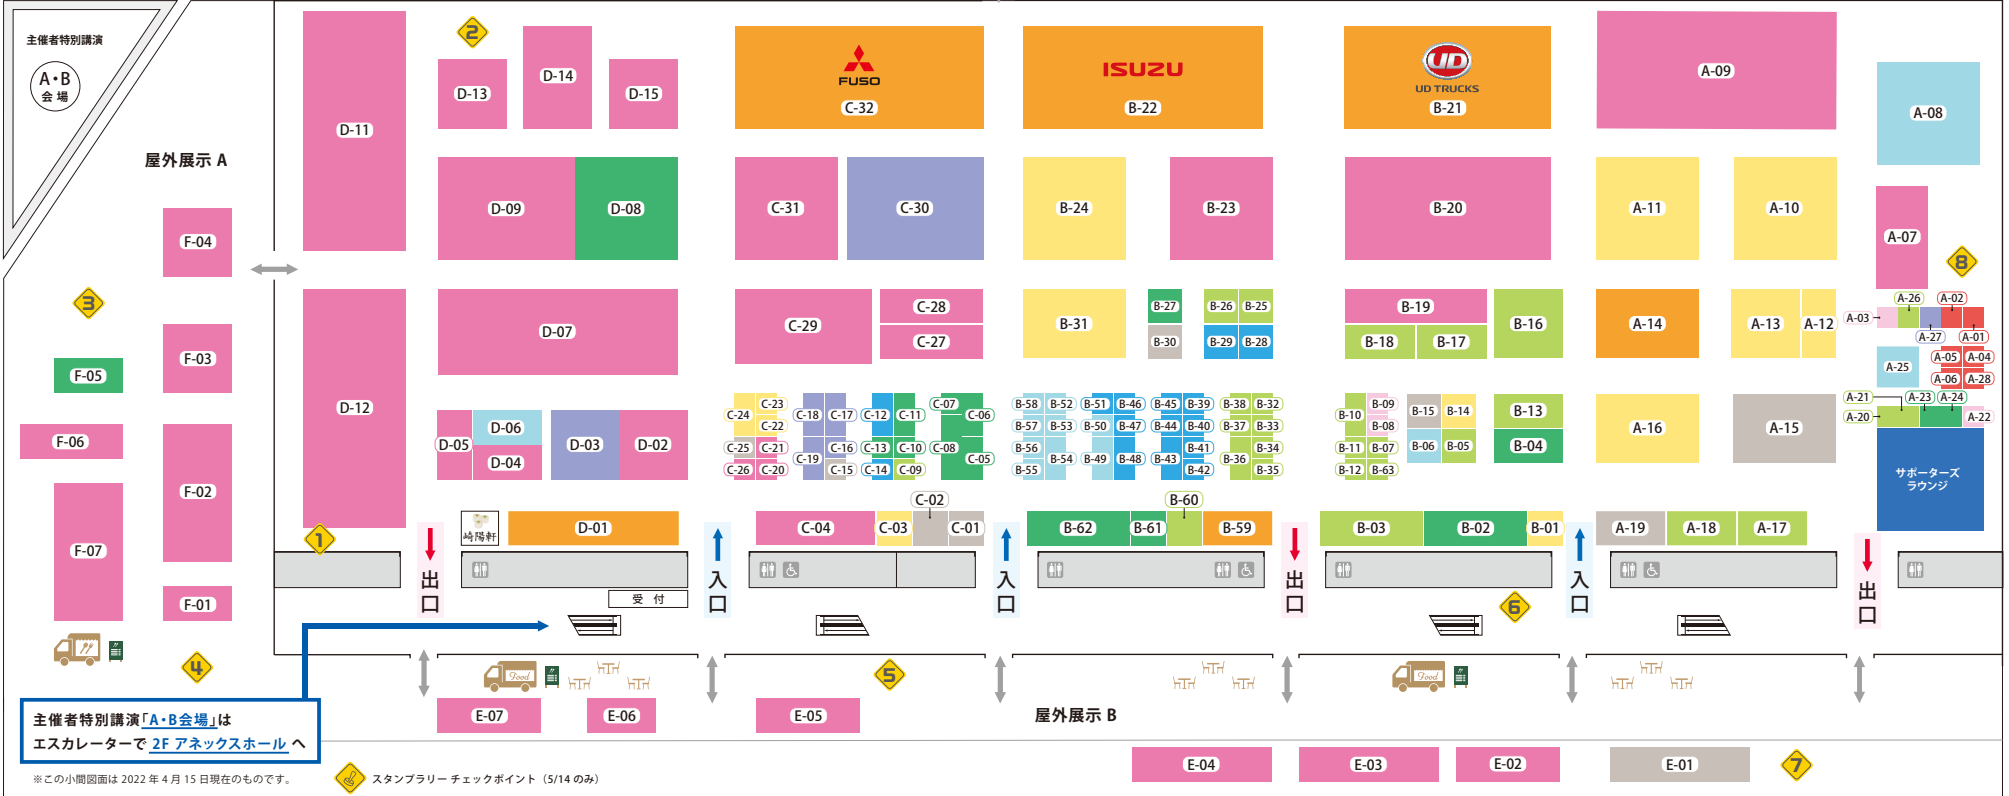 主催者特別講演
A・B
会 場
屋外展示 A
D-11
D-13
D-14
D-15
FUSO
C-32
ISUZU
B-22
UD
UD TRUCKS
B-21
A-09
A-08
D-09
D-08
C-31
C-30
B-24
B-23
B-20
A-11
A-10
A-07
F-04
F-03
F-05
F-06
F-02
F-07
F-01
D-12
D-07
C-29
C-28
C-27
B-31
B-27
B-26
B-25
B-30
B-29
B-28
B-19
B-18
B-17
B-16
A-14
A-13
A-12
A-26
A-02
A-03
A-27
A-01
A-25
A-05
A-04
A-06
A-28
A-21
A-23
A-24
A-20
A-22
D-05
D-06
D-04
D-03
D-02
C-24
C-23
C-22
C-25
C-21
C-26
C-20
C-18
C-17
C-19
C-16
C-15
C-12
C-11
C-13
C-10
C-14
C-09
C-07
C-06
C-08
C-05
B-58
B-52
B-57
B-53
B-56
B-54
B-55
B-51
B-46
B-50
B-47
B-49
B-48
B-45
B-39
B-44
B-40
B-41
B-43
B-42
B-38
B-32
B-37
B-33
B-34
B-36
B-35
B-10
B-09
B-08
B-11
B-07
B-12
B-63
B-15
B-14
B-06
B-05
B-13
B-04
A-16
A-15
サポーターズ
ラウンジ
崎陽軒
D-01
C-04
C-03
C-02
C-01
B-62
B-61
B-60
B-59
B-03
B-02
B-01
A-19
A-18
A-17
出口
入口
入口
出口
入口
出口
受 付
1
2
3
4
5
6
7
8
Food
Food
E-07
E-06
E-05
屋外展示 B
E-04
E-03
E-02
E-01
主催者特別講演「A・B会場」は
エスカレーターで 2F アネックスホール へ
※この小間図面は 2022 年 4 月 15 日現在のものです。
スタンプラリー チェックポイント（5/14 のみ）